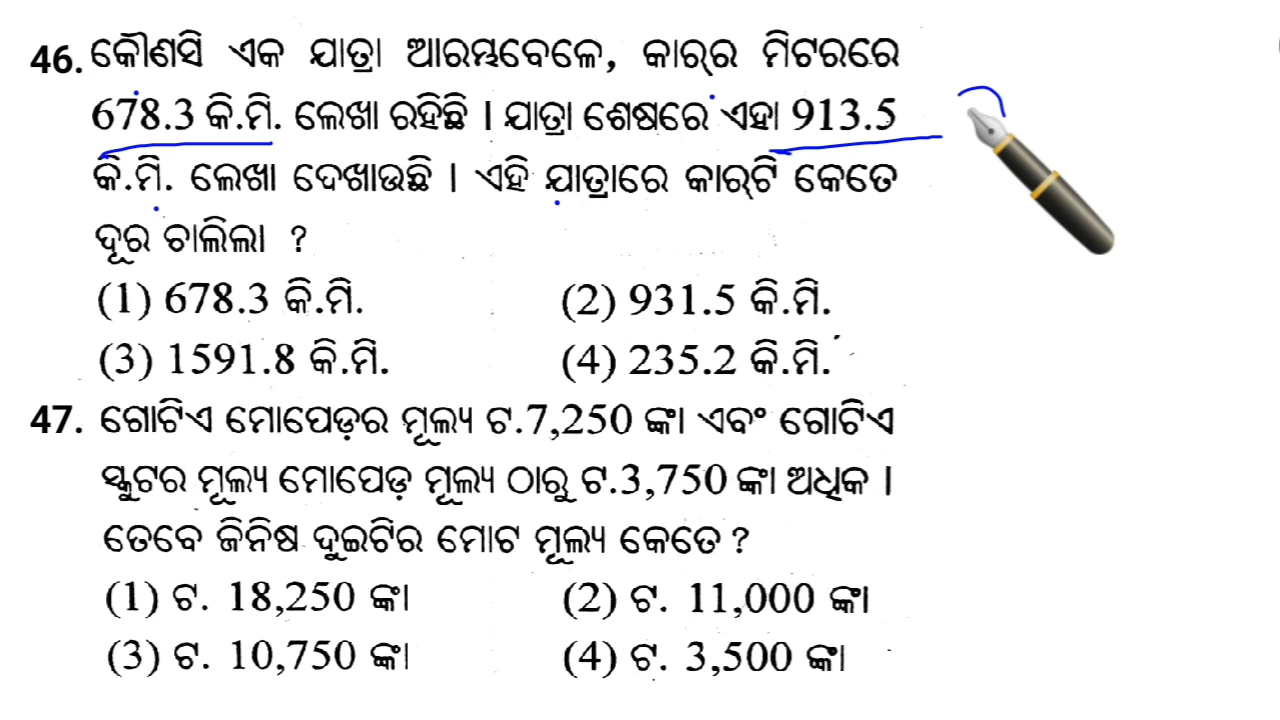 46. କୌଣସି ଏକ ଯାତ୍ରା ଆରମ୍ଭବେଳେ, କାର୍‌ର ମିଟରରେ
678.3 କି.ମି. ଲେଖା ରହିଛି । ଯାତ୍ରା ଶେଷରେ ଏହା 913.5
କି.ମି. ଲେଖା ଦେଖାଉଛି । ଏହି ଯାତ୍ରାରେ କାର୍‌ଟି କେତେ
ଦୂର ଚାଲିଲା ?
(1) 678.3 କି.ମି. (2) 931.5 କି.ମି.
(3) 1591.8 କି.ମି. (4) 235.2 କି.ମି.
47. ଗୋଟିଏ ମୋପେଡ଼ର ମୂଲ୍ୟ ଟ.7,250 ଙ୍କା ଏବଂ ଗୋଟିଏ
ସ୍କୁଟର ମୂଲ୍ୟ ମୋପେଡ଼ ମୂଲ୍ୟ ଠାରୁ ଟ.3,750 ଙ୍କା ଅଧିକ ।
ତେବେ ଜିନିଷ ଦୁଇଟିର ମୋଟ ମୂଲ୍ୟ କେତେ ?
(1) ଟ. 18,250 ଙ୍କା (2) ଟ. 11,000 ଙ୍କା
(3) ଟ. 10,750 ଙ୍କା (4) ଟ. 3,500 ଙ୍କା